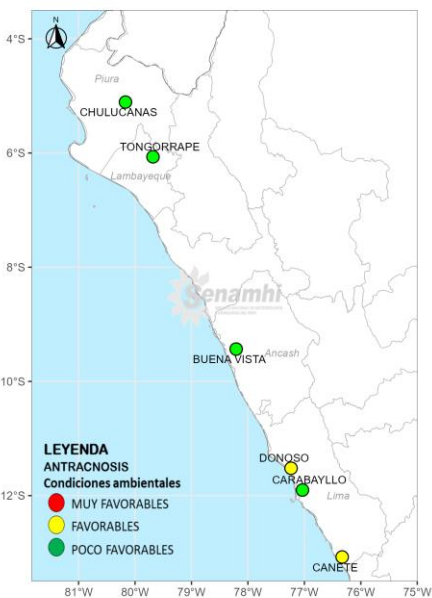 N
4°S
Piura
CHULUCANAS
6°S
TONGORRAPE
Lambayeque
8°S
Senamhi
BUENA VISTA
Ancash
10°S
DONOSO
CARABAYLLO
Lima
12°S
CAÑETE
LEYENDA
ANTRACNOSIS
Condiciones ambientales
MUY FAVORABLES
FAVORABLES
POCO FAVORABLES
81°W 80°W 79°W 78°W 77°W 76°W 75°W